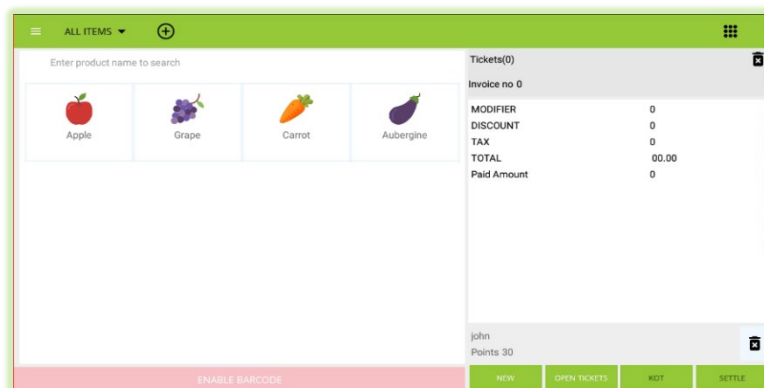 ALL ITEMS
Enter product name to search
Apple
Grape
Carrot
Aubergine
ENABLE BARCODE
Tickets(0)
Invoice no 0
MODIFIER 0
DISCOUNT 0
TAX 0
TOTAL 00.00
Paid Amount 0
john
Points 30
NEW
OPEN TICKETS
KOT
SETTLE